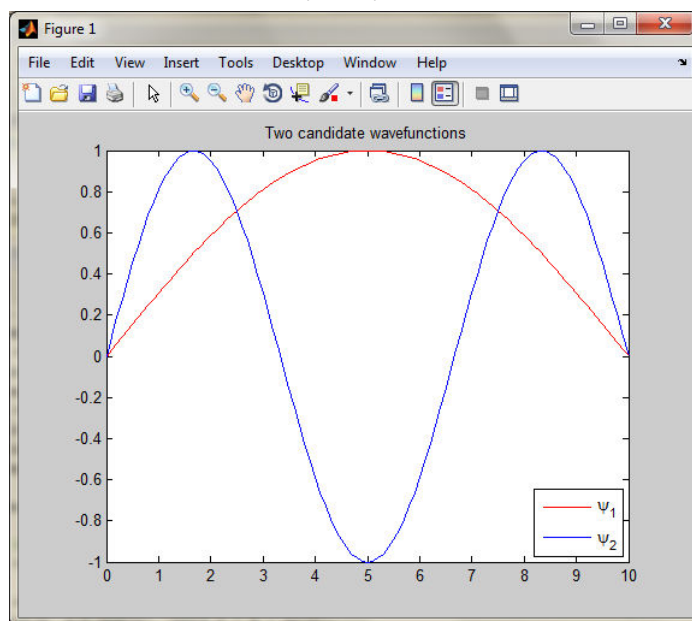 Figure 1
File Edit View Insert Tools Desktop Window Help
Two candidate wavefunctions
1
0.8
0.6
0.4
0.2
0
-0.2
-0.4
-0.6
-0.8
-1
ψ1
ψ2
0 1 2 3 4 5 6 7 8 9 10